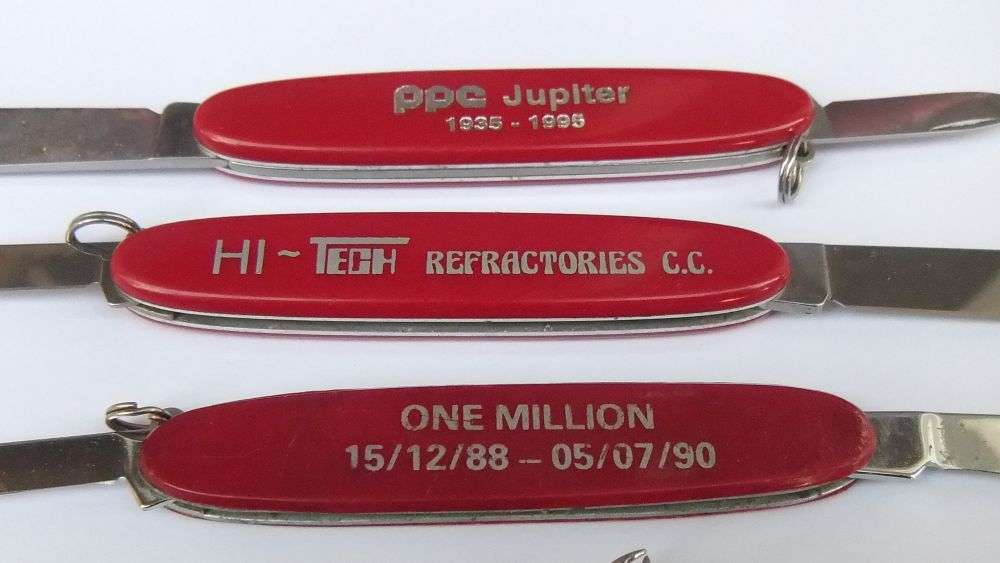 ppc Jupiter
1935 - 1995
HI ~ TECH REFRACTORIES C.C.
ONE MILLION
15/12/88 – 05/07/90